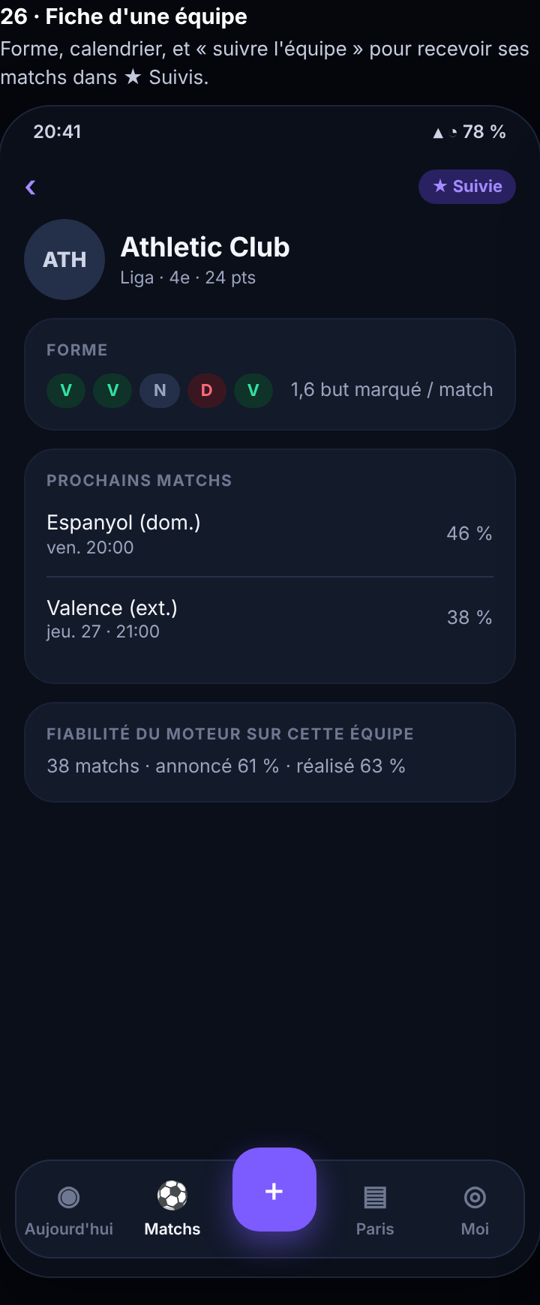 26 · Fiche d'une équipe
Forme, calendrier, et « suivre l'équipe » pour recevoir ses
matchs dans ★ Suivis.
20:41
▲ 78 %
‹
★ Suivie
ATH
Athletic Club
Liga · 4e · 24 pts
FORME
V V N D V 1,6 but marqué / match
PROCHAINS MATCHS
Espanyol (dom.)
46 %
ven. 20:00
Valence (ext.)
38 %
jeu. 27 · 21:00
FIABILITÉ DU MOTEUR SUR CETTE ÉQUIPE
38 matchs · annoncé 61 % · réalisé 63 %
+
Aujourd'hui Matchs Paris Moi